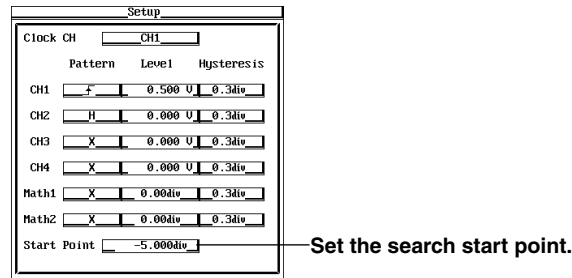 Setup
Clock CH CH1
Pattern Level Hysteresis
CH1 0.500 V 0.3div
CH2 H 0.000 V 0.3div
CH3 X 0.000 V 0.3div
CH4 X 0.000 V 0.3div
Math1 X 0.00div 0.3div
Math2 X 0.00div 0.3div
Start Point -5.000div Set the search start point.